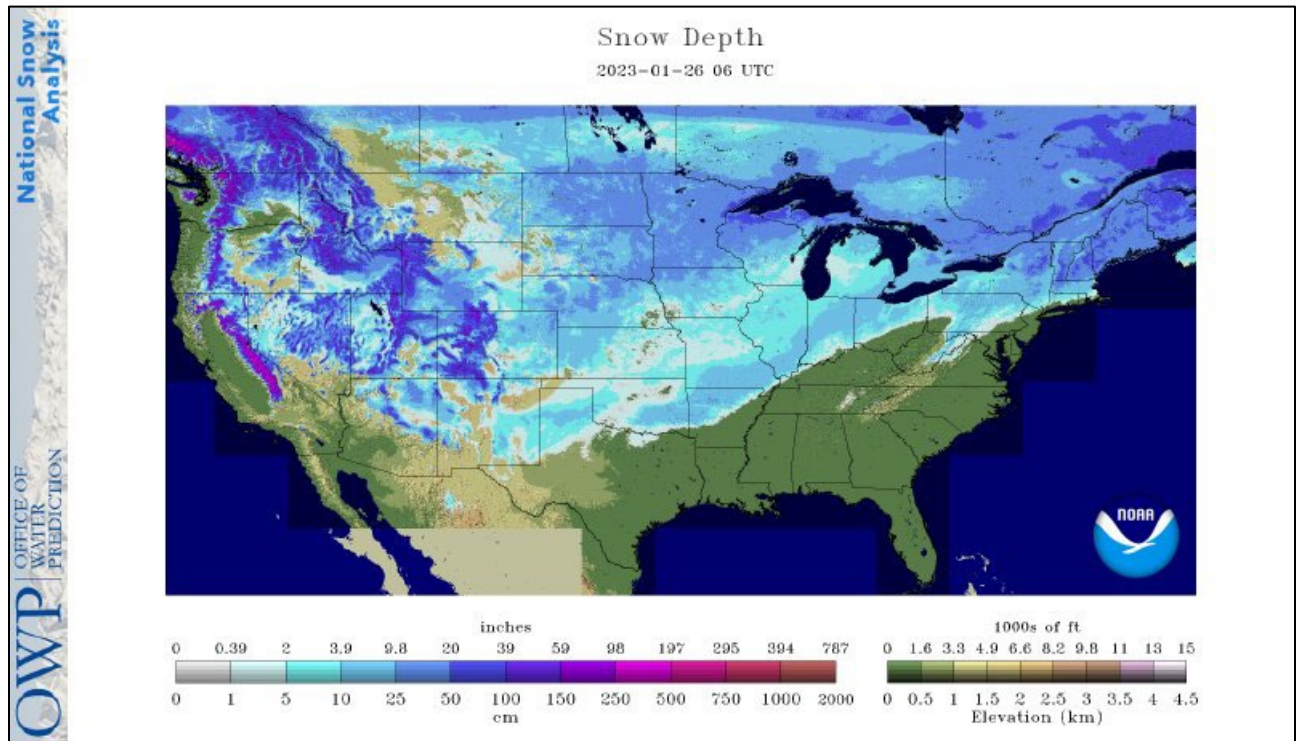 National Snow
Analysis
OWP
OFFICE OF
WATER
PREDICTION
Snow Depth
2023-01-26 06 UTC
NOAA
inches
0 0.39 2 3.9 9.8 20 39 59 98 197 295 394 787
0 1 5 10 25 50 100 150 250 500 750 1000 2000
cm
1000s of ft
0 1.6 3.3 4.9 6.6 8.2 9.8 11 13 15
0 0.5 1 1.5 2 2.5 3 3.5 4 4.5
Elevation (km)